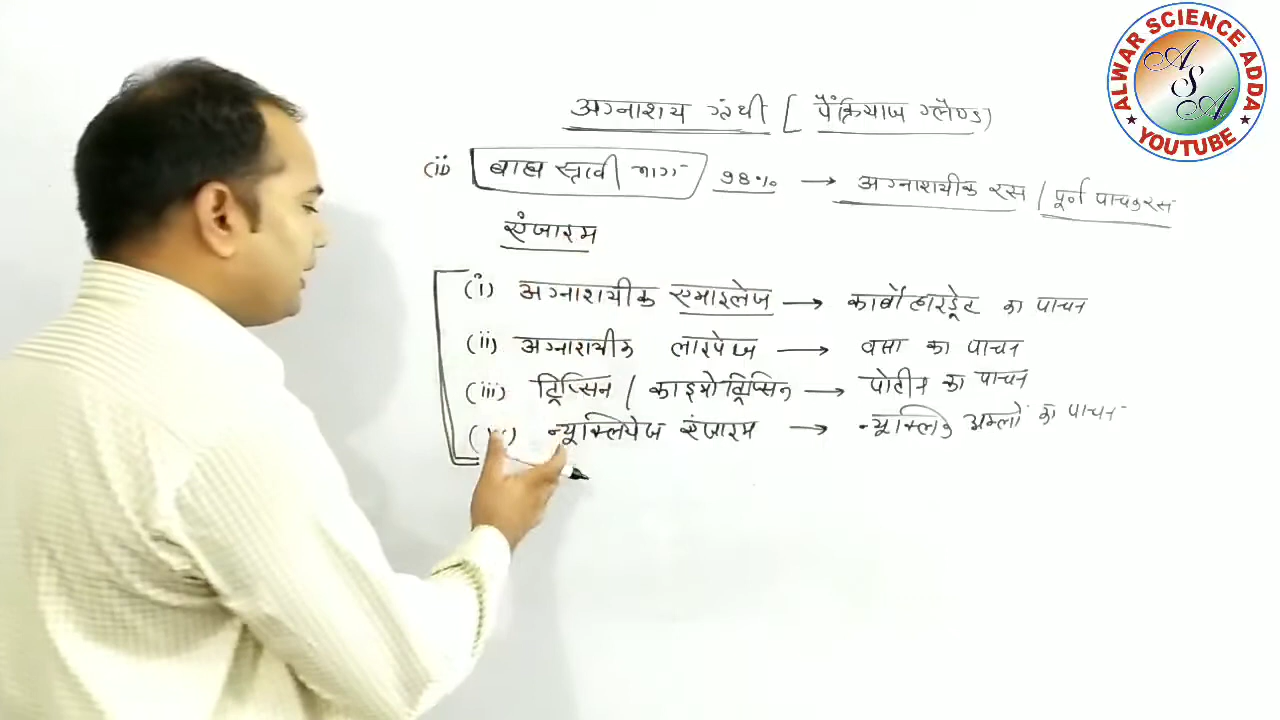 ALWAR SCIENCE ADDA
ASA
YOUTUBE
अग्नाशय ग्रंथी [ पैंक्रियाज ग्लैण्ड)
(ii) बाह्य स्त्रावी भाग 98% → अग्नाशयीक रस / पूर्ण पाचक रस
एंजाइम
(i) अग्नाशयीक एमाइलेज → कार्बोहाइड्रेट का पाचन
(ii) अग्नाशयीक लाइपेज → वसा का पाचन
(iii) ट्रिप्सिन / काइमोट्रिप्सिन → प्रोटीन का पाचन
न्यूक्लियेज एंजाइम → न्यूक्लिक अम्लों का पाचन